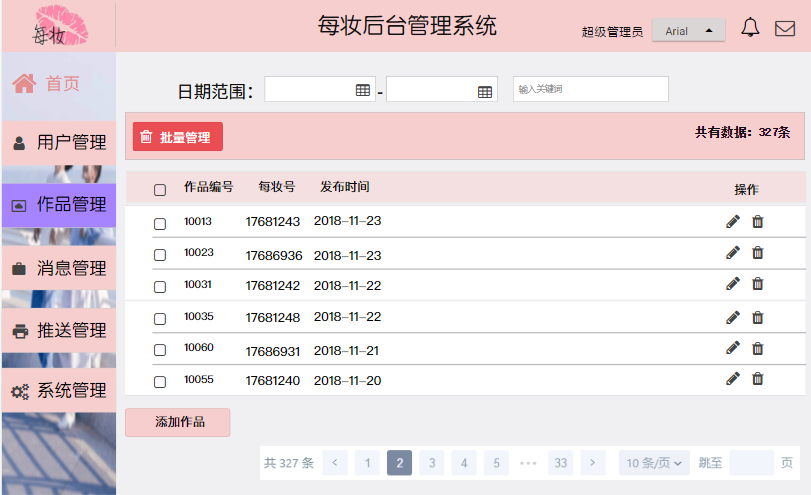 每妆
每妆后台管理系统
超级管理员 Arial
首页
用户管理
作品管理
消息管理
推送管理
系统管理
日期范围： - 输入关键词
批量管理
共有数据：327条
作品编号 每妆号 发布时间 操作
10013 17681243 2018-11-23
10023 17686936 2018-11-23
10031 17681242 2018-11-22
10035 17681248 2018-11-22
10060 17686931 2018-11-21
10055 17681240 2018-11-20
添加作品
共 327 条 < 1 2 3 4 5 ••• 33 > 10 条/页 跳至 页